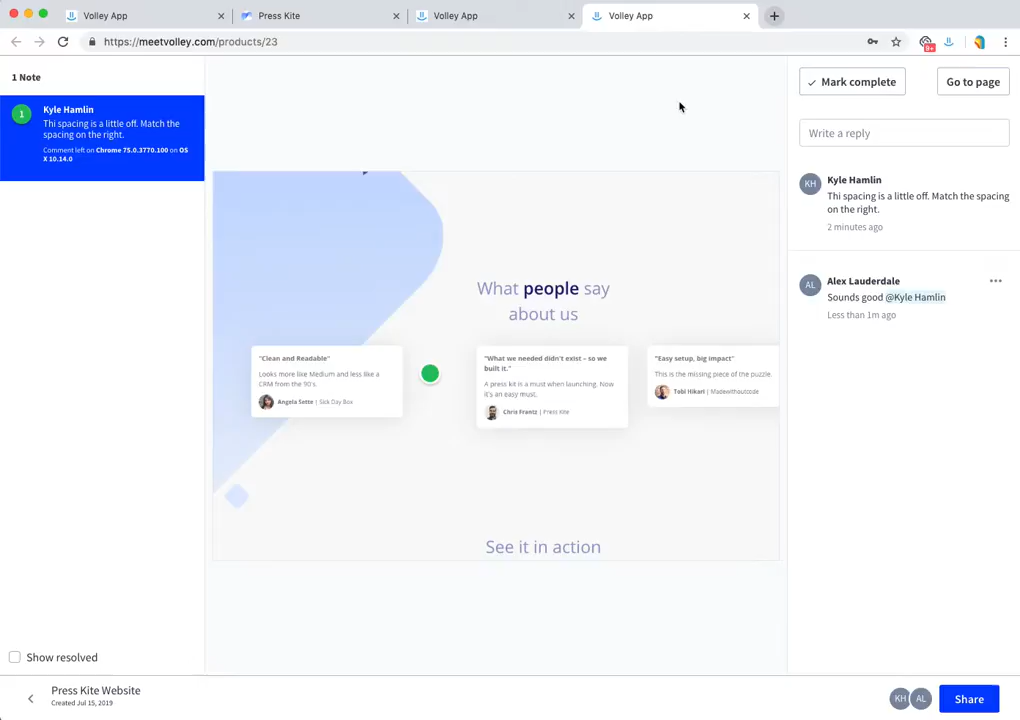 Volley App
Press Kite
Volley App
Volley App
https://meetvolley.com/products/23
9+
1 Note
1
Kyle Hamlin
Thi spacing is a little off. Match the
spacing on the right.
Comment left on Chrome 75.0.3770.100 on OS
X 10.14.0
What people say
about us
"Clean and Readable"
Looks more like Medium and less like a
CRM from the 90's.
Angela Sette | Sick Day Box
"What we needed didn't exist – so we
built it."
A press kit is a must when launching. Now
it's an easy must.
Chris Frantz | Press Kite
"Easy setup, big impact"
This is the missing piece of the puzzle.
Tobi Hikari | Madewithoutcode
See it in action
Mark complete
Go to page
Write a reply
KH
Kyle Hamlin
Thi spacing is a little off. Match the spacing
on the right.
2 minutes ago
AL
Alex Lauderdale
Sounds good @Kyle Hamlin
Less than 1m ago
Show resolved
Press Kite Website
Created Jul 15, 2019
KH
AL
Share